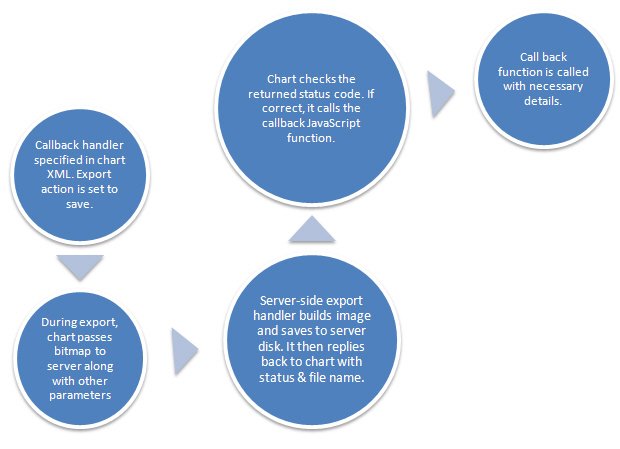 Callback handler
specified in chart
XML. Export
action is set to
save.
During export,
chart passes
bitmap to
server along
with other
parameters
Server-side export
handler builds image
and saves to server
disk. It then replies
back to chart with
status & file name.
Chart checks the
returned status code. If
correct, it calls the
callback JavaScript
function.
Call back
function is called
with necessary
details.